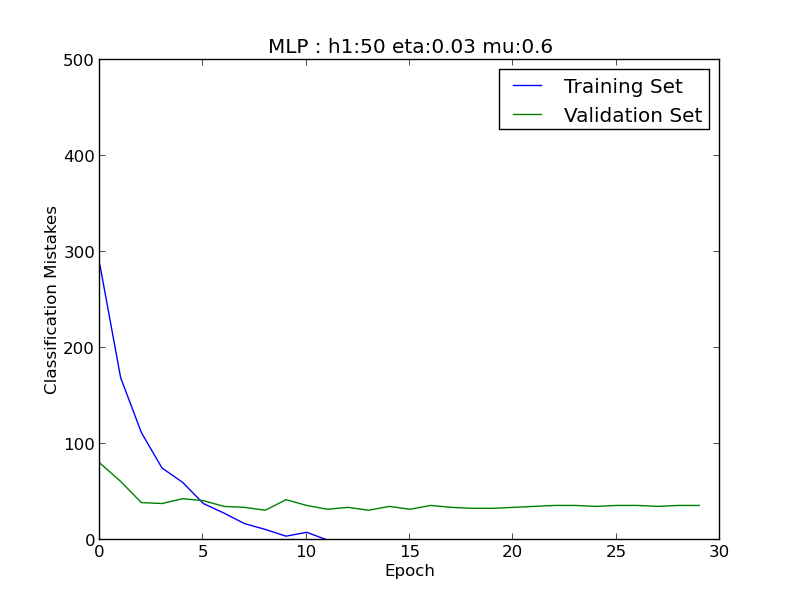 MLP : h1:50 eta:0.03 mu:0.6
Training Set
Validation Set
500
400
300
200
100
0
Classification Mistakes
0 5 10 15 20 25 30
Epoch